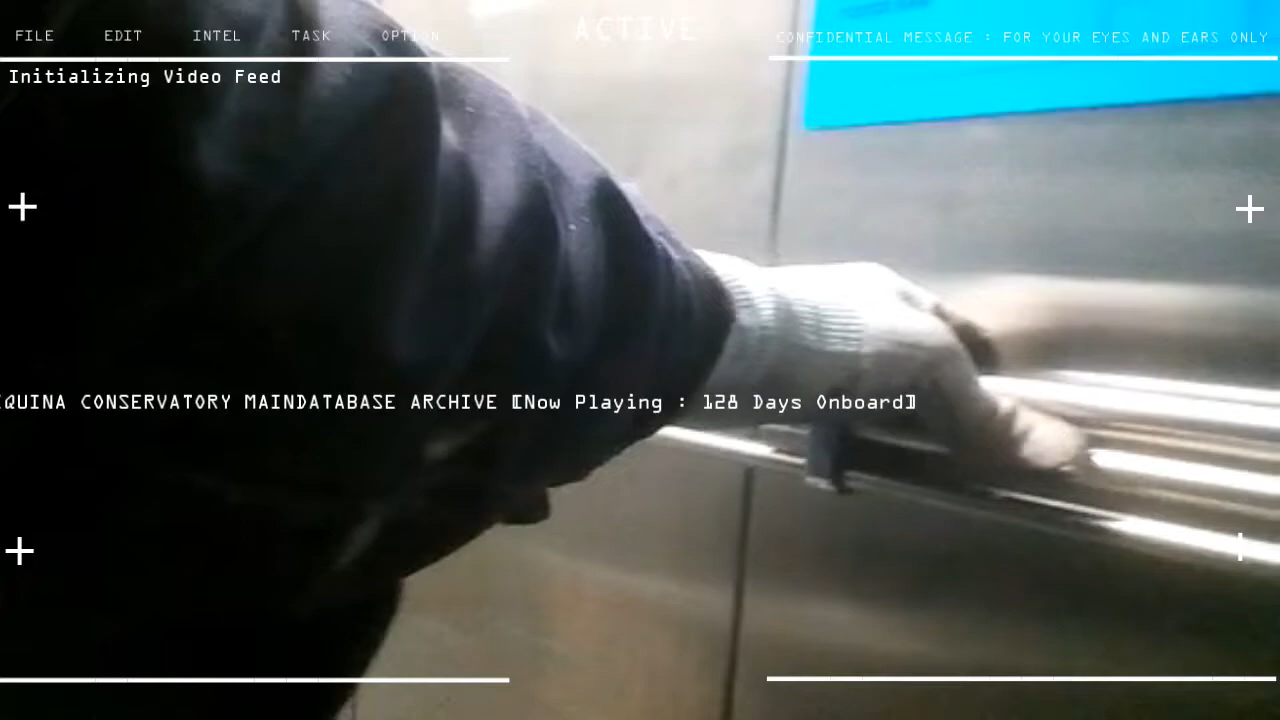 ACTIVE
FILE EDIT INTEL TASK OPTION
CONFIDENTIAL MESSAGE : FOR YOUR EYES AND EARS ONLY
Initializing Video Feed
QUINA CONSERVATORY MAINDATABASE ARCHIVE [Now Playing : 128 Days Onboard]